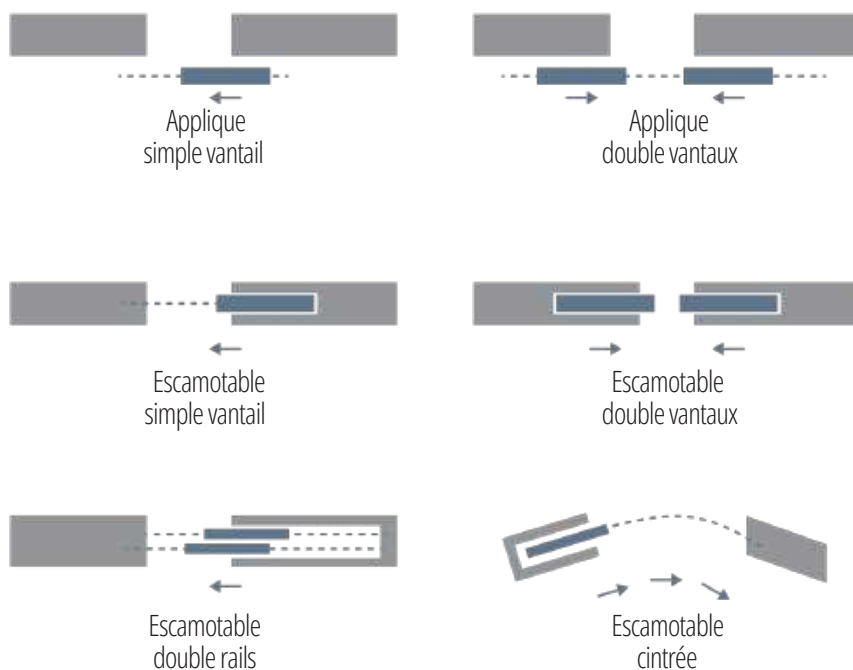 Applique
simple vantail
Applique
double vantaux
Escamotable
simple vantail
Escamotable
double vantaux
Escamotable
double rails
Escamotable
cintrée